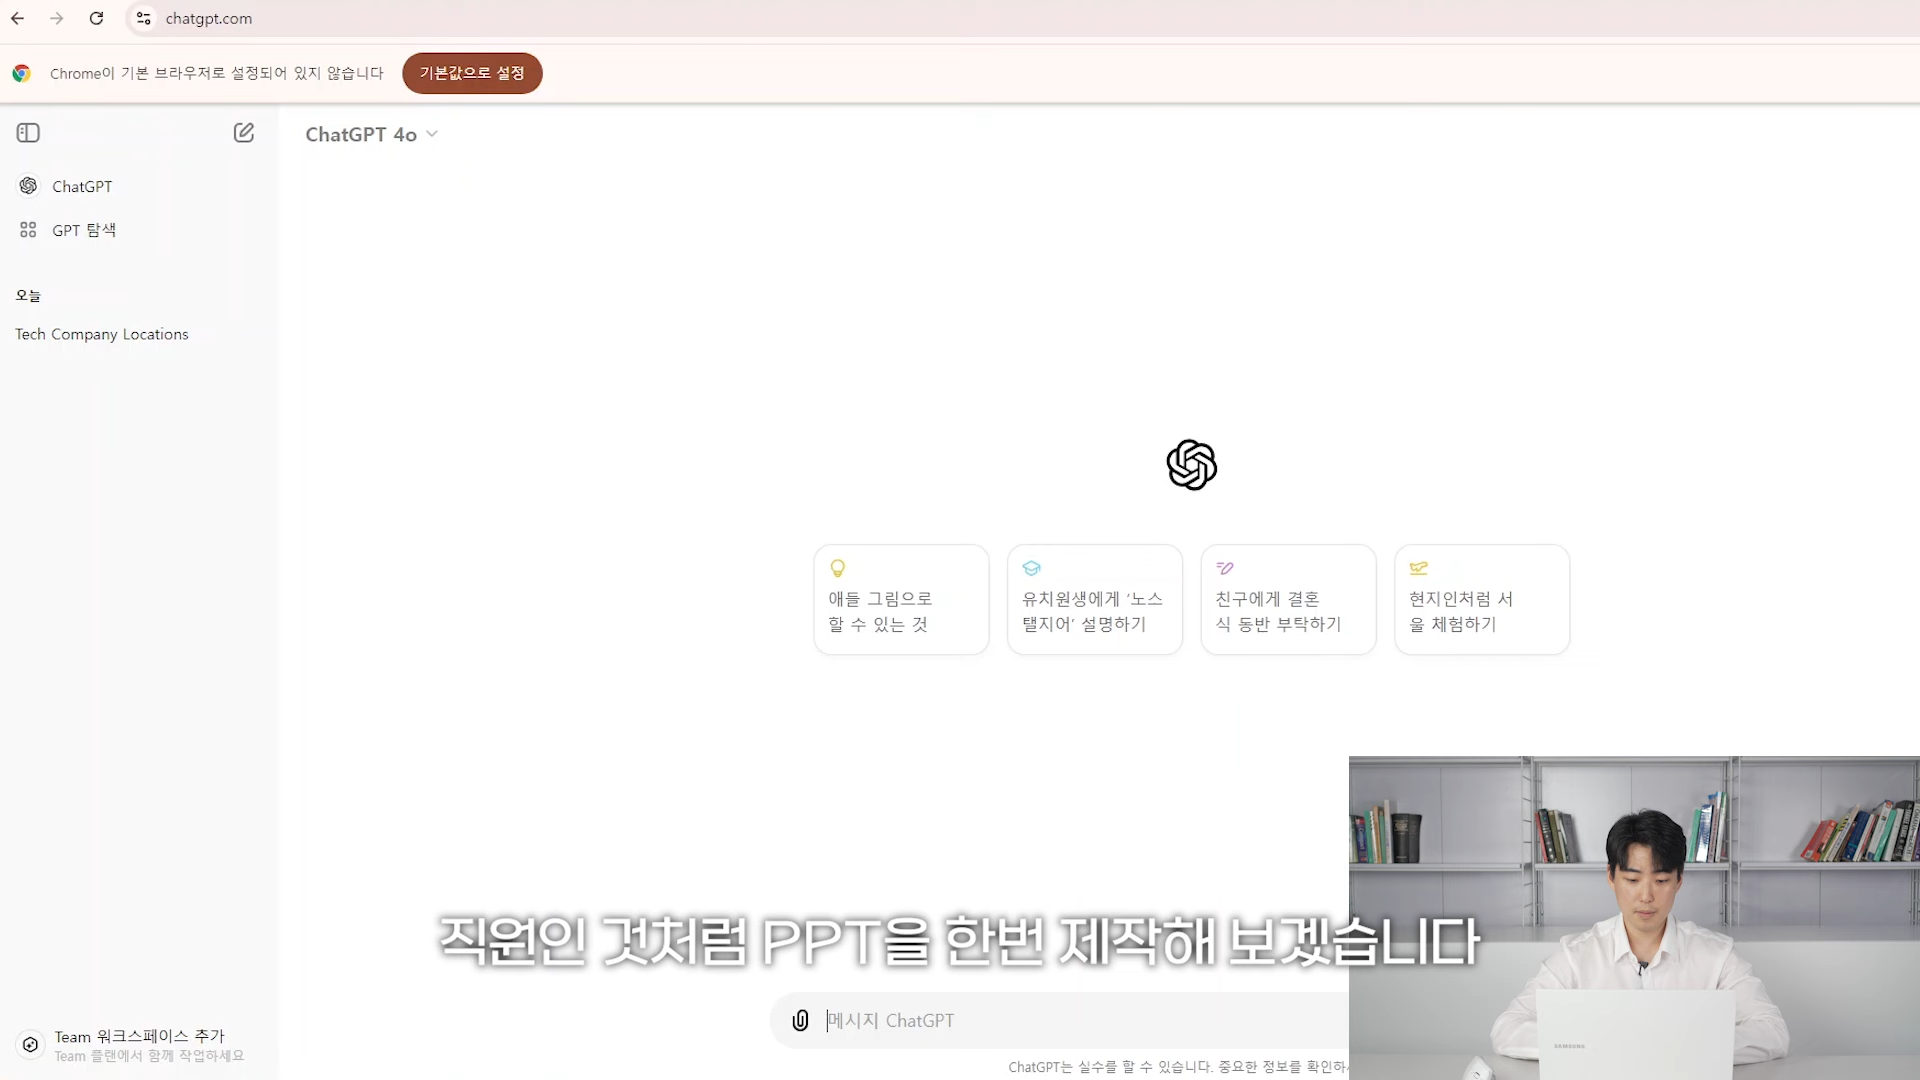 chatgpt.com
Chrome이 기본 브라우저로 설정되어 있지 않습니다
기본값으로 설정
ChatGPT 4o
ChatGPT
GPT 탐색
오늘
Tech Company Locations
애들 그림으로
할 수 있는 것
유치원생에게 ‘노스
탤지어’ 설명하기
친구에게 결혼
식 동반 부탁하기
현지인처럼 서
울 체험하기
직원인 것처럼 PPT을 한번 제작해 보겠습니다
메시지 ChatGPT
Team 워크스페이스 추가
Team 플랜에서 함께 작업하세요
ChatGPT는 실수를 할 수 있습니다. 중요한 정보를 확인하
SAMSUNG